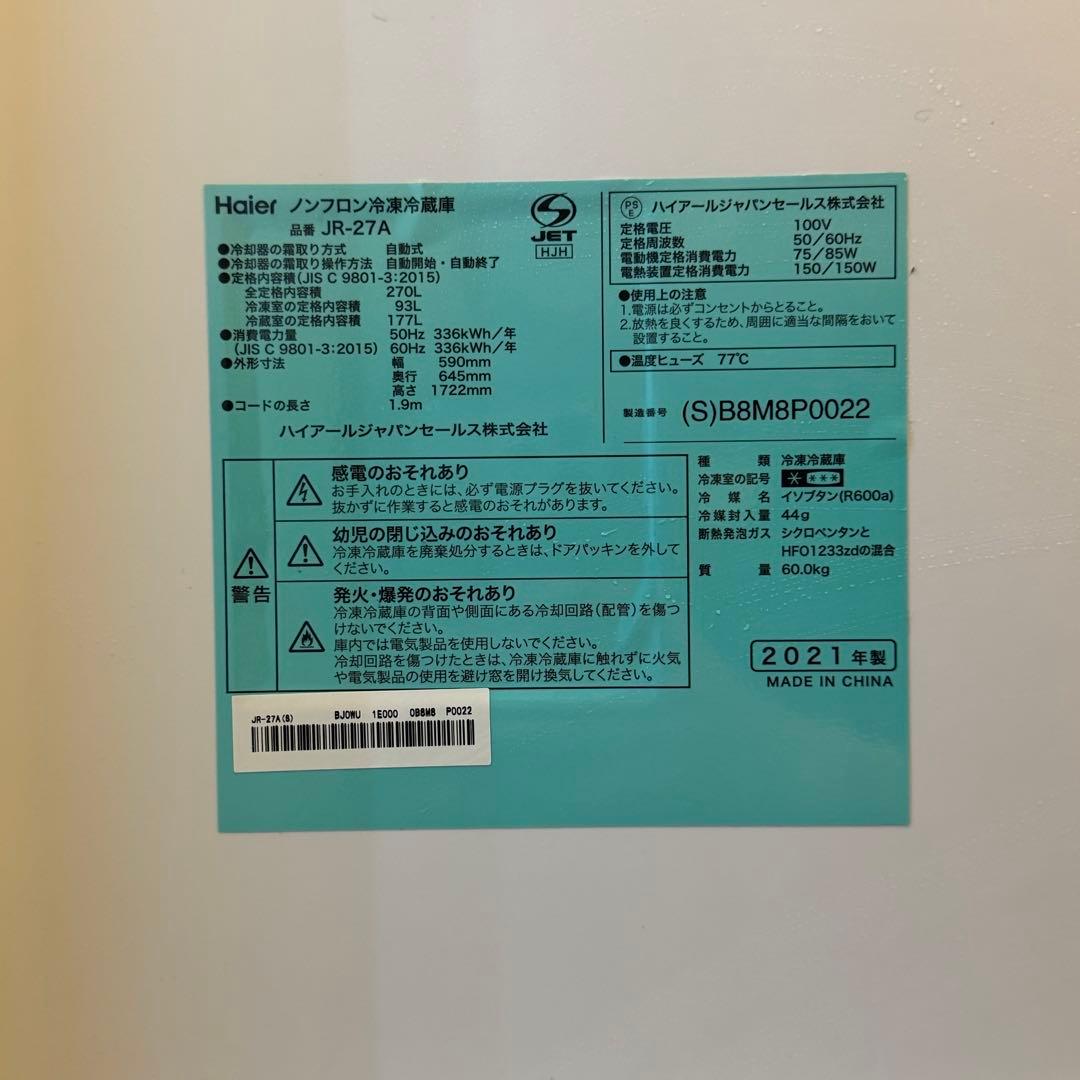 Haier ノンフロン冷凍冷蔵庫
品番 JR-27A
JET
HJH
●冷却器の霜取り方式 自動式
●冷却器の霜取り操作方法 自動開始・自動終了
●定格内容積(JIS C 9801-3:2015)
全定格内容積 270L
冷凍室の定格内容積 93L
冷蔵室の定格内容積 177L
●消費電力量 50Hz 336kWh/年
(JIS C 9801-3:2015) 60Hz 336kWh/年
●外形寸法 幅 590mm
奥行 645mm
高さ 1722mm
●コードの長さ 1.9m
ハイアールジャパンセールス株式会社
PSE ハイアールジャパンセールス株式会社
定格電圧 100V
定格周波数 50/60Hz
電動機定格消費電力 75/85W
電熱装置定格消費電力 150/150W
●使用上の注意
1.電源は必ずコンセントからとること。
2.放熱を良くするため、周囲に適当な間隔をおいて
設置すること。
●温度ヒューズ 77℃
製造番号 (S)B8M8P0022
警告
感電のおそれあり
お手入れのときには、必ず電源プラグを抜いてください。
抜かずに作業すると感電のおそれがあります。
幼児の閉じ込みのおそれあり
冷凍冷蔵庫を廃棄処分するときは、ドアパッキンを外して
ください。
発火・爆発のおそれあり
冷凍冷蔵庫の背面や側面にある冷却回路(配管)を傷つ
けないでください。
庫内では電気製品を使用しないでください。
冷却回路を傷つけたときは、冷凍冷蔵庫に触れずに火気
や電気製品の使用を避け窓を開け換気してください。
種類 冷凍冷蔵庫
冷凍室の記号 * ***
冷媒名 イソブタン(R600a)
冷媒封入量 44g
断熱発泡ガス シクロペンタンと
HFO1233zdの混合
質量 60.0kg
2021年製
MADE IN CHINA
JR-27A(S) BJ0WU 1E000 0B8M8 P0022